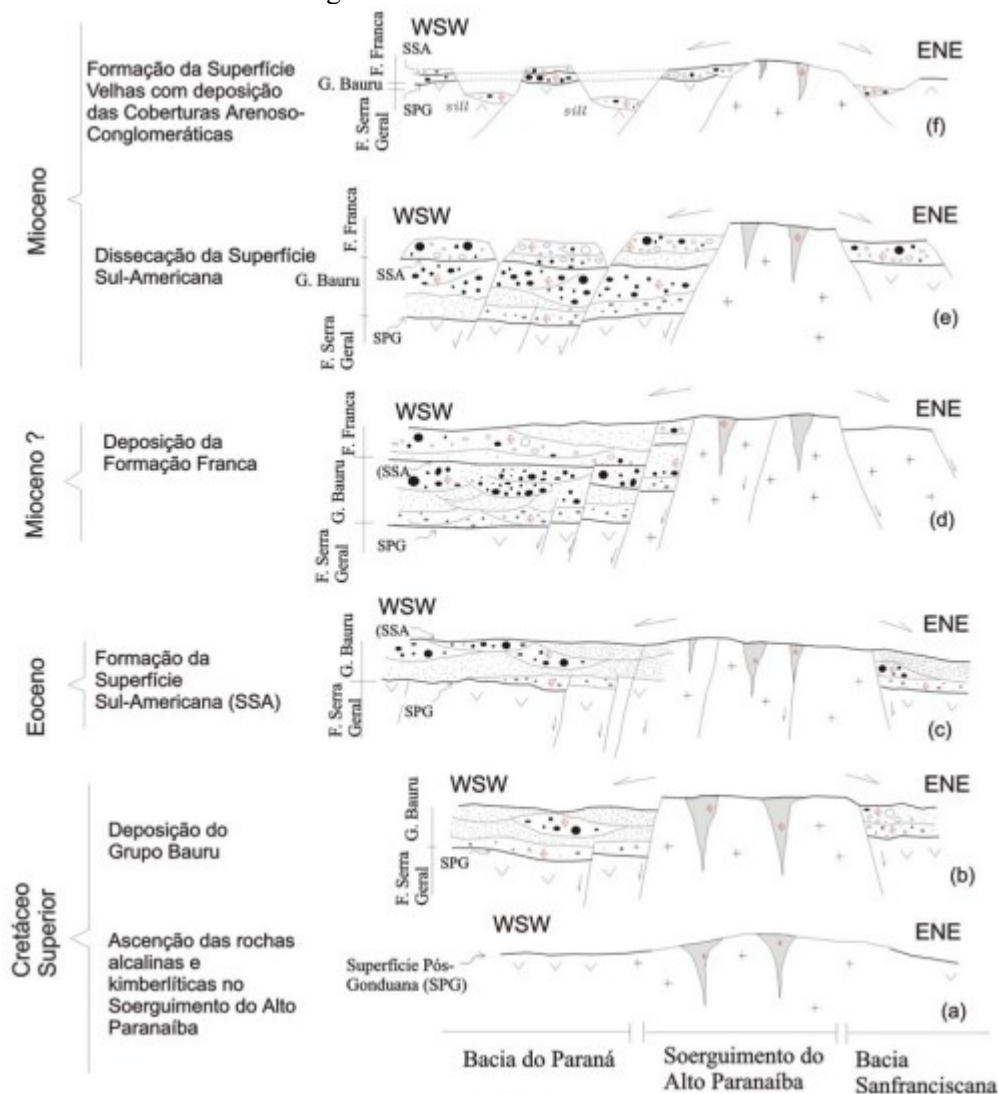 WSW
SSA
F. Franca
G. Bauru
SPG
F. Serra
Geral
sill
sill
ENE
(f)
Mioceno
Formação da Superfície
Velhas com deposição
das Coberturas Arenoso-
Conglomeráticas
WSW
F. Franca
SSA
G. Bauru
SPG
F. Serra
Geral
ENE
(e)
Dissecação da Superfície
Sul-Americana
WSW
F. Franca
(SSA
G. Bauru
SPG
F. Serra
Geral
ENE
(d)
Mioceno ?
Deposição da
Formação Franca
WSW
(SSA
G. Bauru
SPG
F. Serra
Geral
ENE
(c)
Eoceno
Formação da
Superfície
Sul-Americana (SSA)
WSW
G. Bauru
SPG
F. Serra
Geral
ENE
(b)
Cretáceo
Superior
Deposição do
Grupo Bauru
WSW
ENE
Ascenção das rochas
alcalinas e
kimberlíticas no
Soerguimento do Alto
Paranaíba
Superfície Pós-
Gonduana (SPG)
(a)
Bacia do Paraná
Soerguimento do
Alto Paranaíba
Bacia
Sanfranciscana